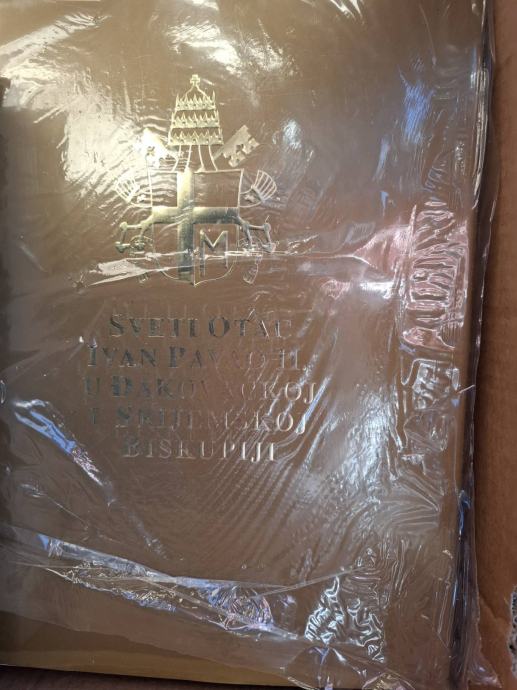 M
SVETI OTAC
IVAN PAVAO II.
U ĐAKOVAČKOJ
I SRIJEMSKOJ
BISKUPIJI